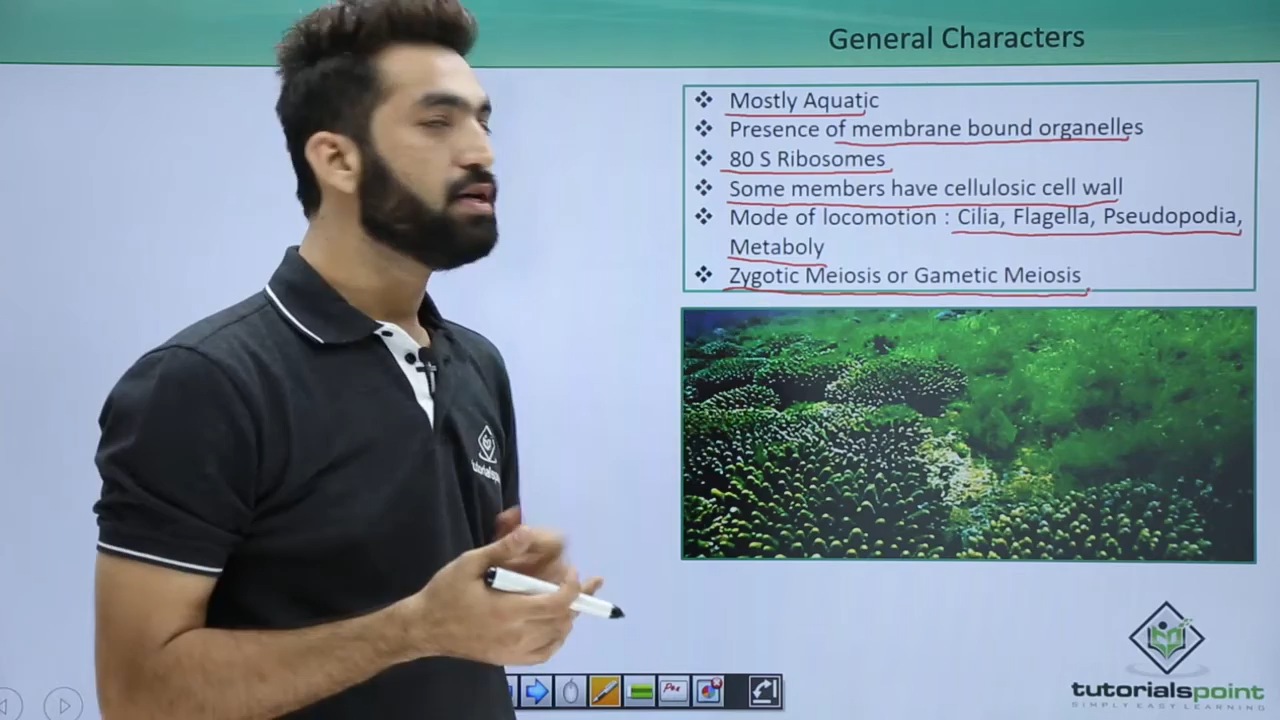 General Characters
❖ Mostly Aquatic
❖ Presence of membrane bound organelles
❖ 80 S Ribosomes
❖ Some members have cellulosic cell wall
❖ Mode of locomotion : Cilia, Flagella, Pseudopodia,
Metaboly
❖ Zygotic Meiosis or Gametic Meiosis
tutorialspoint
SIMPLY EASY LEARNING